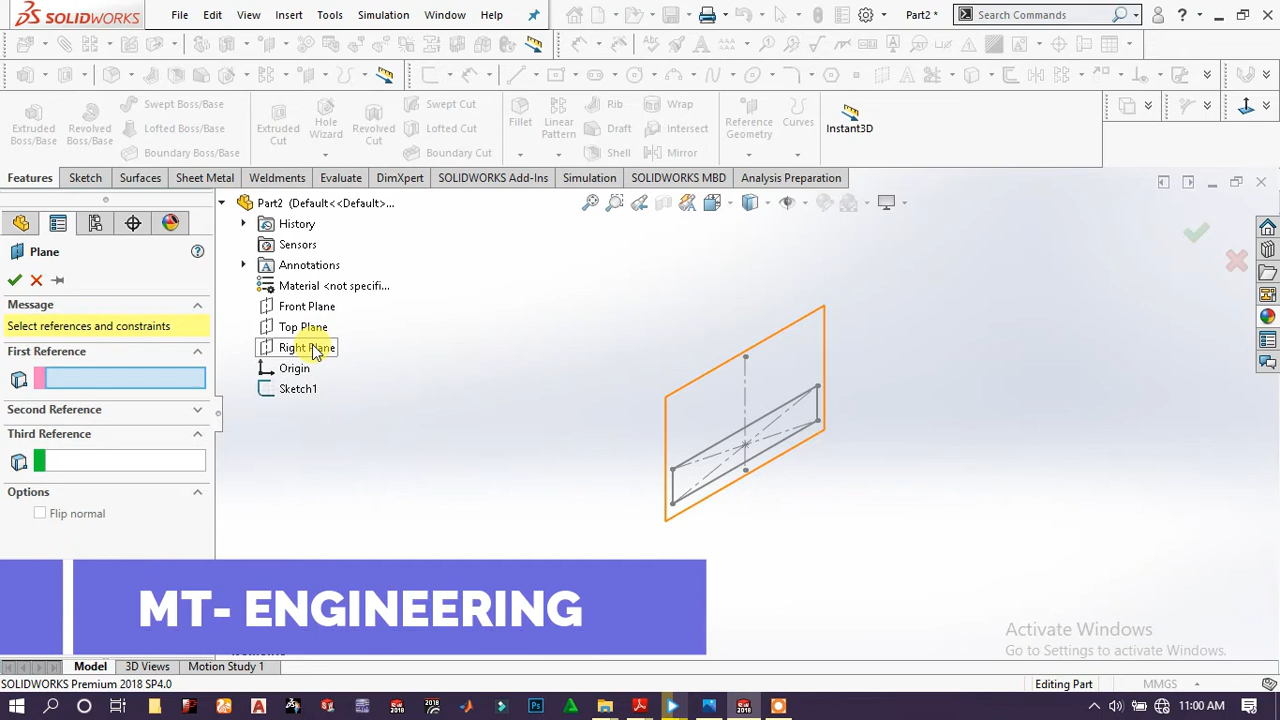 SOLIDWORKS
File
Edit
View
Insert
Tools
Simulation
Window
Help
Part2 *
Search Commands
?
Extruded Boss/Base
Revolved Boss/Base
Swept Boss/Base
Lofted Boss/Base
Boundary Boss/Base
Extruded Cut
Hole Wizard
Revolved Cut
Swept Cut
Lofted Cut
Boundary Cut
Fillet
Linear Pattern
Rib
Draft
Shell
Wrap
Intersect
Mirror
Reference Geometry
Curves
Instant3D
Features
Sketch
Surfaces
Sheet Metal
Weldments
Evaluate
DimXpert
SOLIDWORKS Add-Ins
Simulation
SOLIDWORKS MBD
Analysis Preparation
Part2 (Default<<Default>...
History
Sensors
Annotations
Material <not specifi...
Front Plane
Top Plane
Right Plane
Origin
Sketch1
Plane
?
Message
Select references and constraints
First Reference
Second Reference
Third Reference
Options
Flip normal
MT- ENGINEERING
Activate Windows
Go to Settings to activate Windows.
Model
3D Views
Motion Study 1
SOLIDWORKS Premium 2018 SP4.0
Editing Part
MMGS
11:00 AM